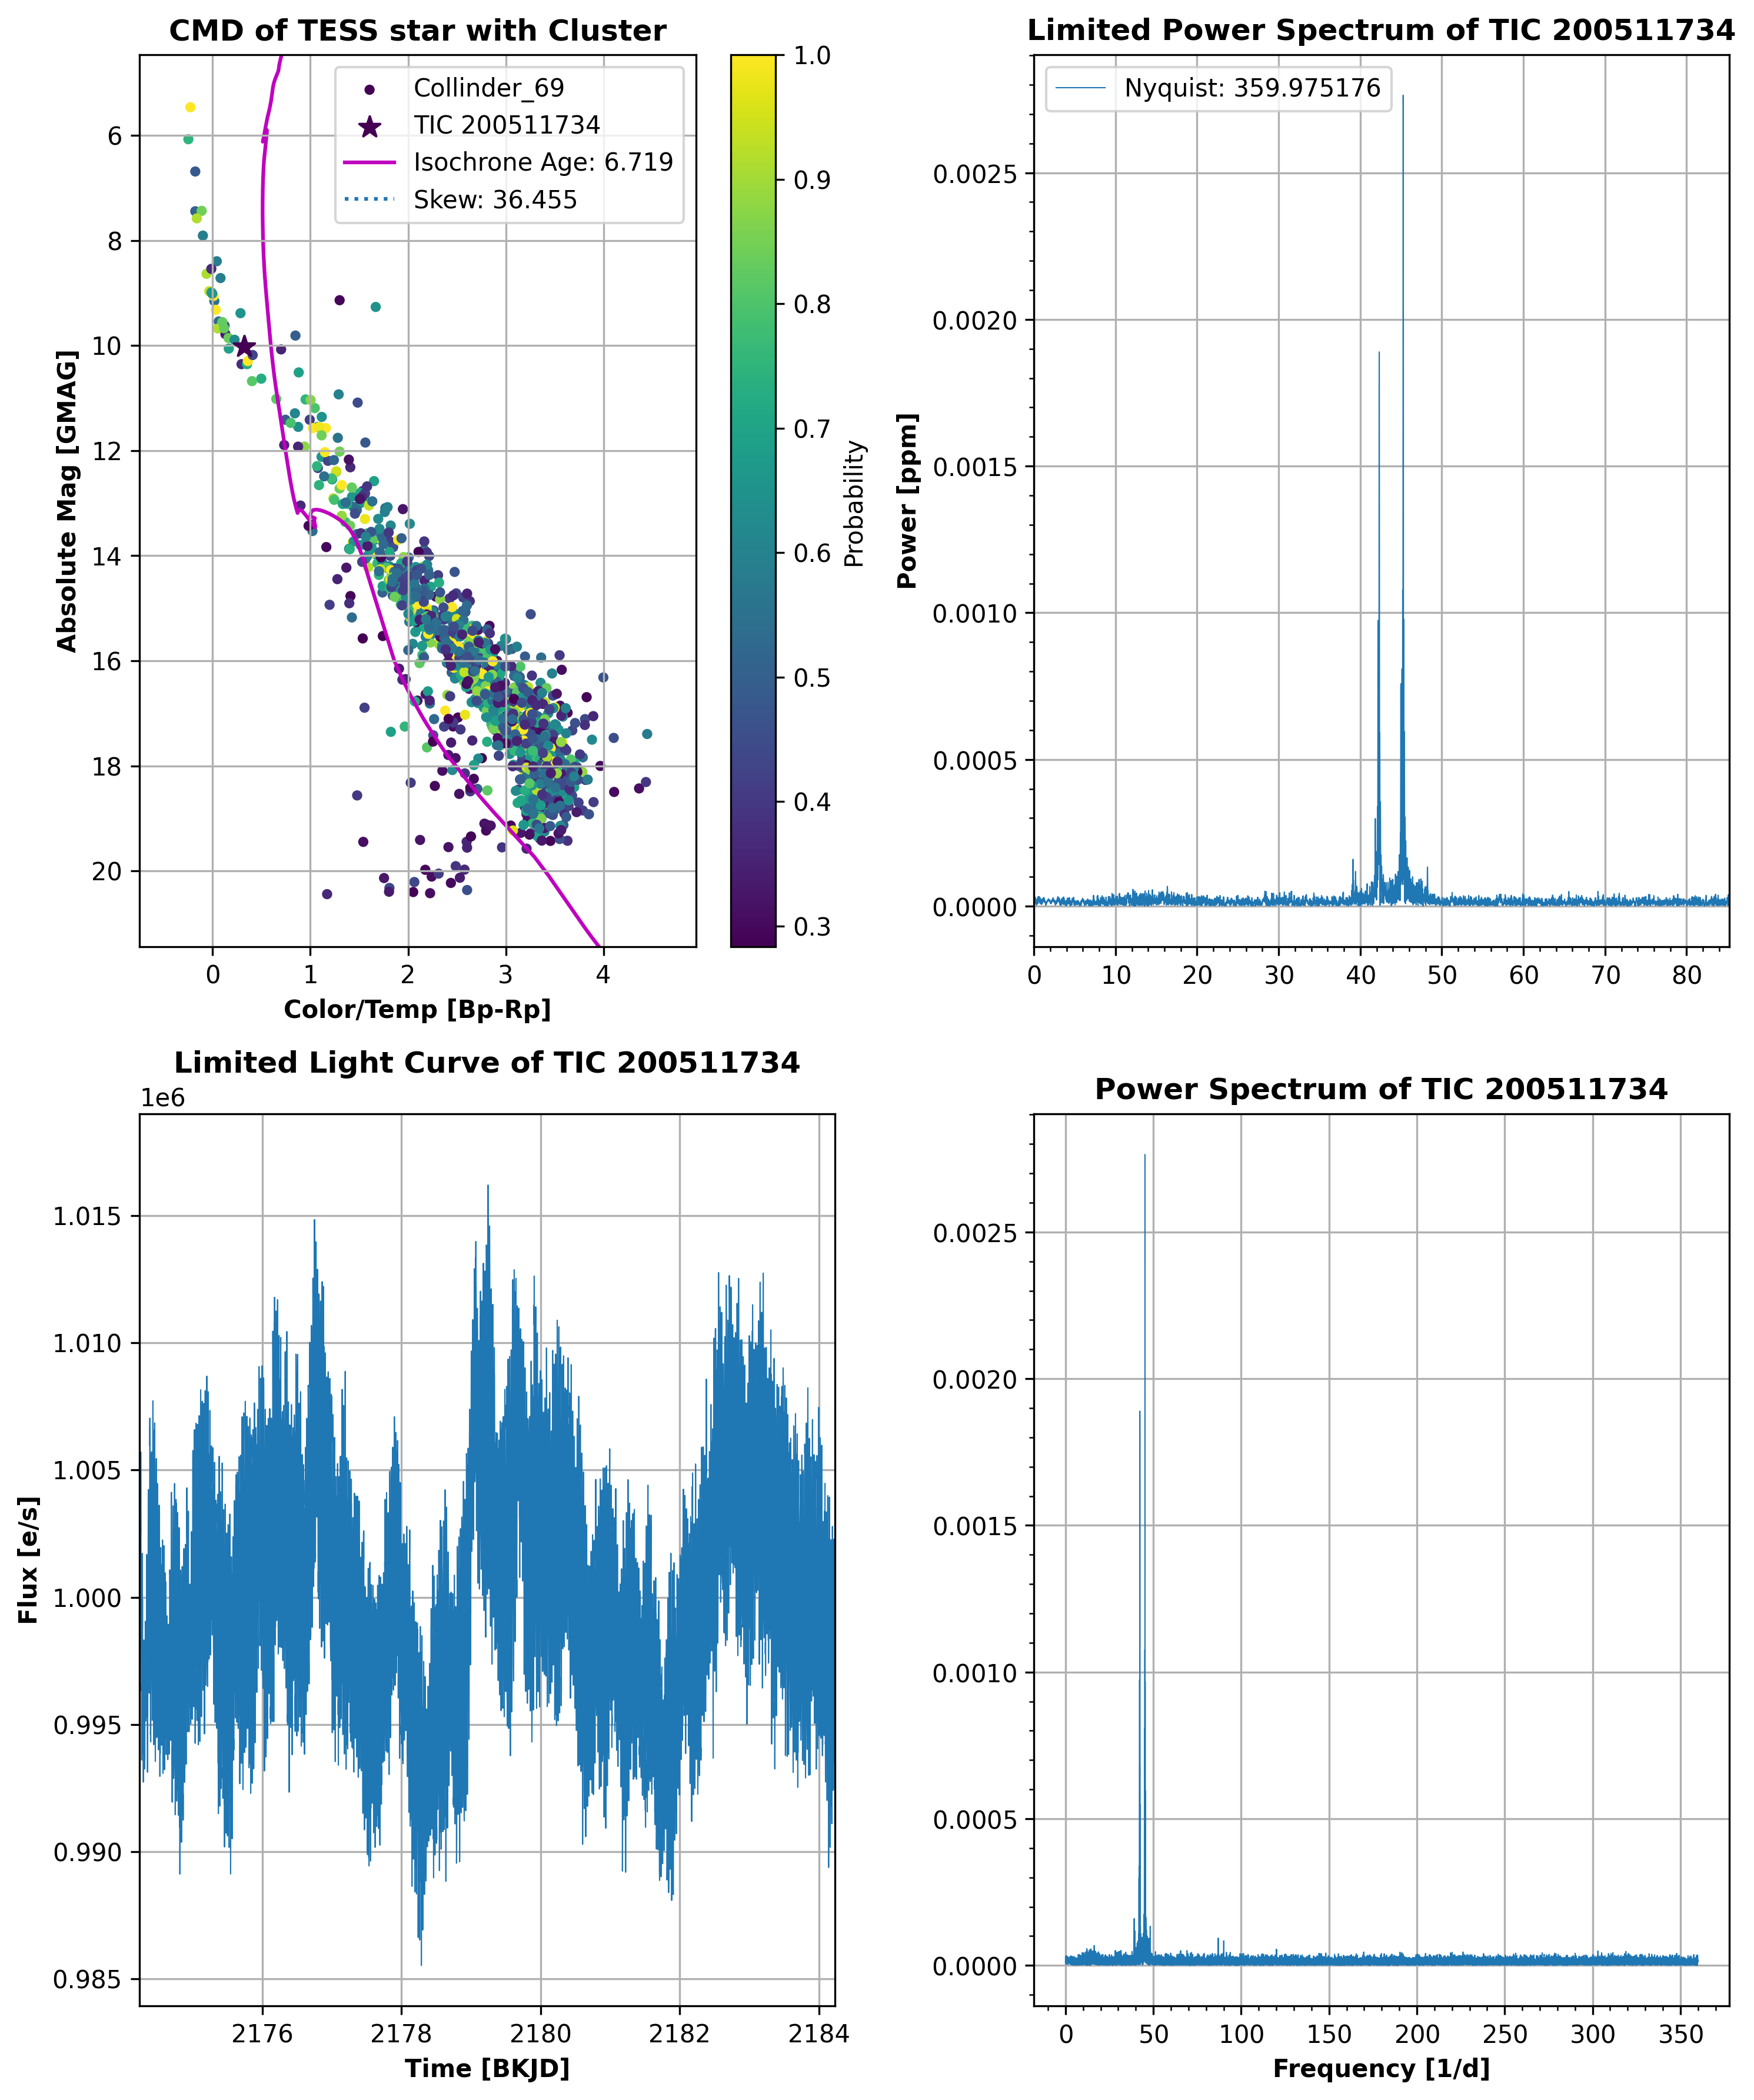 CMD of TESS star with Cluster
Collinder_69
TIC 200511734
Isochrone Age: 6.719
Skew: 36.455
6
8
10
12
14
16
18
20
Absolute Mag [GMAG]
0 1 2 3 4
Color/Temp [Bp-Rp]
1.0
0.9
0.8
0.7
0.6
0.5
0.4
0.3
Probability
Limited Power Spectrum of TIC 200511734
Nyquist: 359.975176
0.0025
0.0020
0.0015
0.0010
0.0005
0.0000
Power [ppm]
0 10 20 30 40 50 60 70 80
Limited Light Curve of TIC 200511734
1e6
1.015
1.010
1.005
1.000
0.995
0.990
0.985
Flux [e/s]
2176 2178 2180 2182 2184
Time [BKJD]
Power Spectrum of TIC 200511734
0.0025
0.0020
0.0015
0.0010
0.0005
0.0000
0 50 100 150 200 250 300 350
Frequency [1/d]